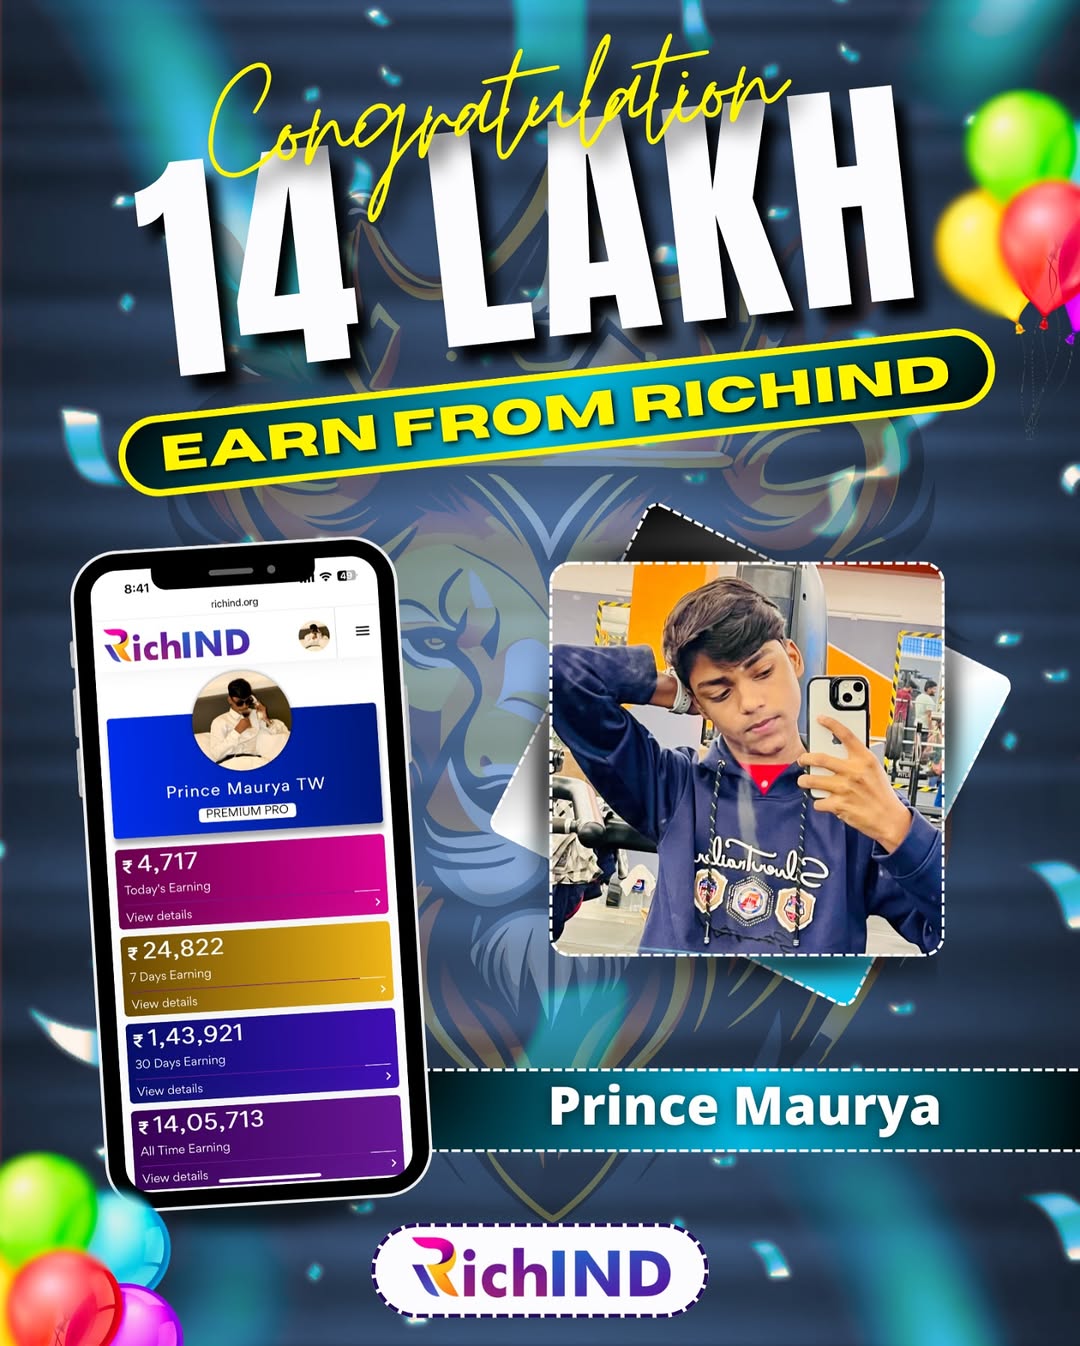 Congratulation
14 LAKH
EARN FROM RICHIND
8:41
49
richind.org
RichIND
Prince Maurya TW
PREMIUM PRO
₹ 4,717
Today's Earning
View details
₹ 24,822
7 Days Earning
View details
₹ 1,43,921
30 Days Earning
View details
₹ 14,05,713
All Time Earning
View details
SilverTrailer
Prince Maurya
RichIND